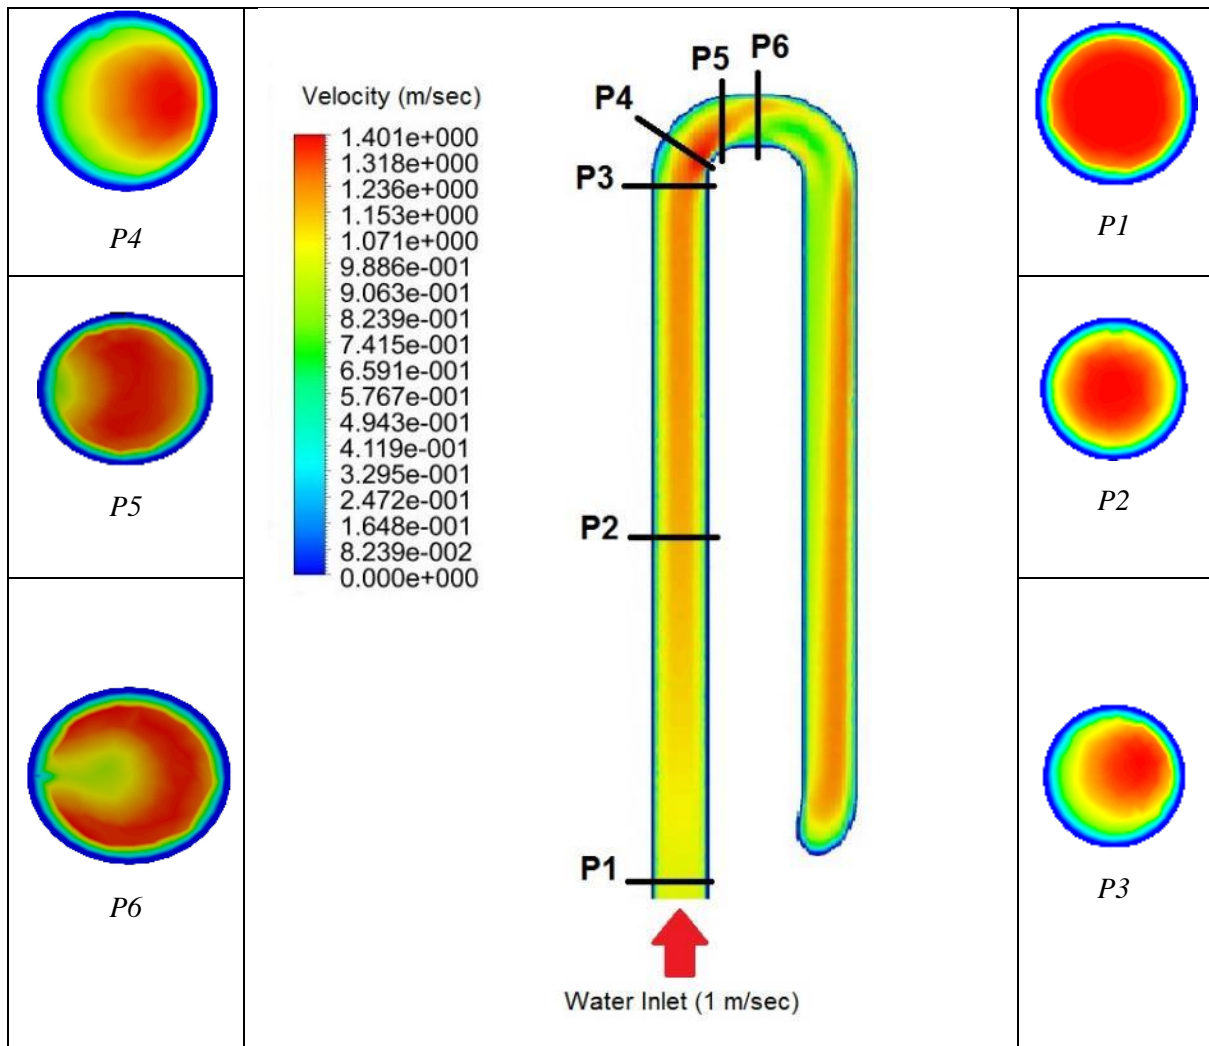 P4
P5
P6
Velocity (m/sec)
1.401e+000
1.318e+000
1.236e+000
1.153e+000
1.071e+000
9.886e-001
9.063e-001
8.239e-001
7.415e-001
6.591e-001
5.767e-001
4.943e-001
4.119e-001
3.295e-001
2.472e-001
1.648e-001
8.239e-002
0.000e+000
P6
P5
P4
P3
P2
P1
Water Inlet (1 m/sec)
P1
P2
P3